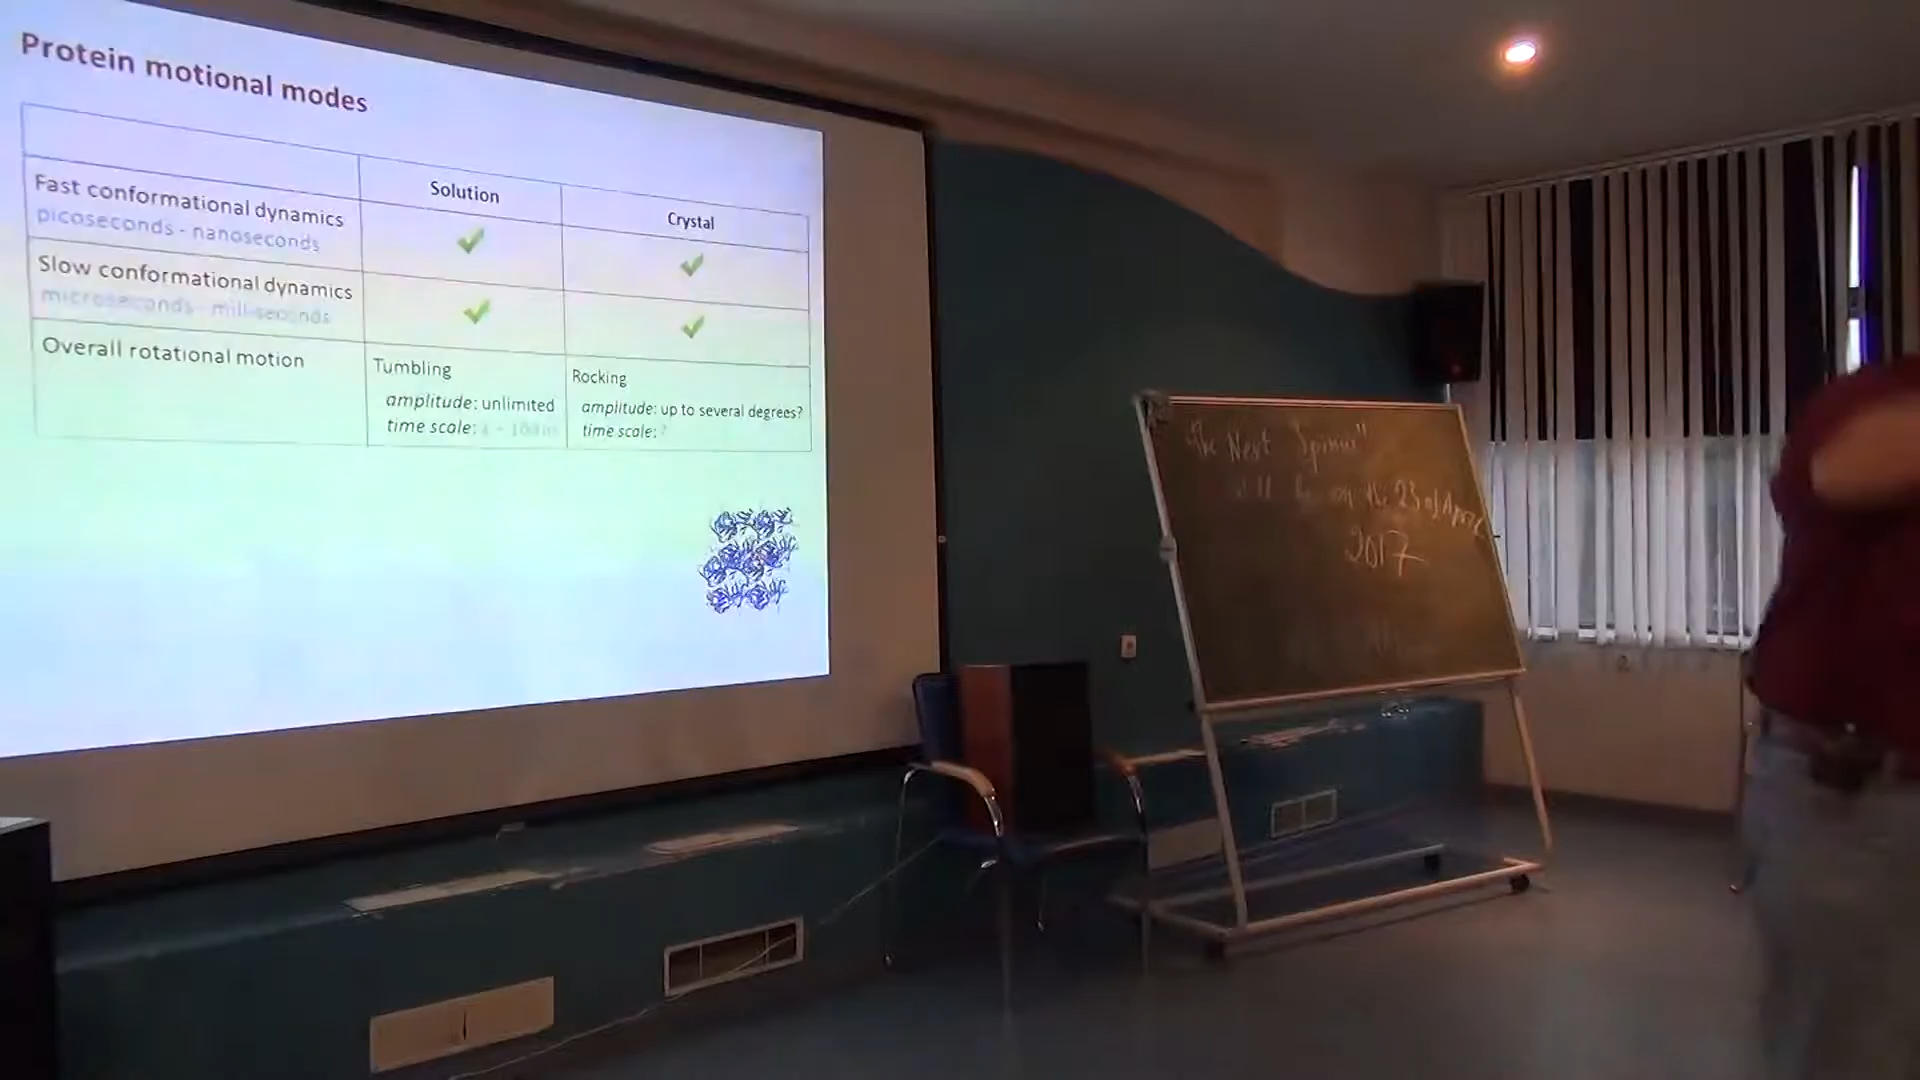 Protein motional modes
Solution
Crystal
Fast conformational dynamics
picoseconds - nanoseconds
Slow conformational dynamics
microseconds - milliseconds
Overall rotational motion
Tumbling
amplitude: unlimited
time scale:
Rocking
amplitude: up to several degrees?
time scale: ?
"The Next Spinus"
will be on the 23 of April
2017